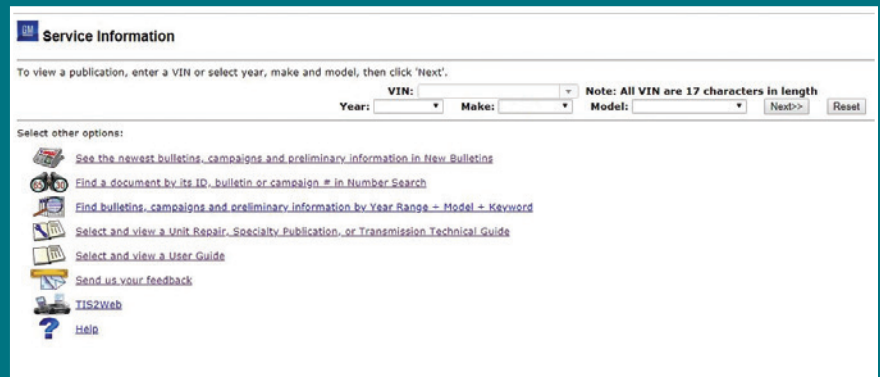 GM Service Information
To view a publication, enter a VIN or select year, make and model, then click 'Next'.
VIN: Note: All VIN are 17 characters in length
Year: Make: Model: Next>> Reset
Select other options:
See the newest bulletins, campaigns and preliminary information in New Bulletins
Find a document by its ID, bulletin or campaign # in Number Search
Find bulletins, campaigns and preliminary information by Year Range + Model + Keyword
Select and view a Unit Repair, Specialty Publication, or Transmission Technical Guide
Select and view a User Guide
Send us your feedback
TIS2Web
Help